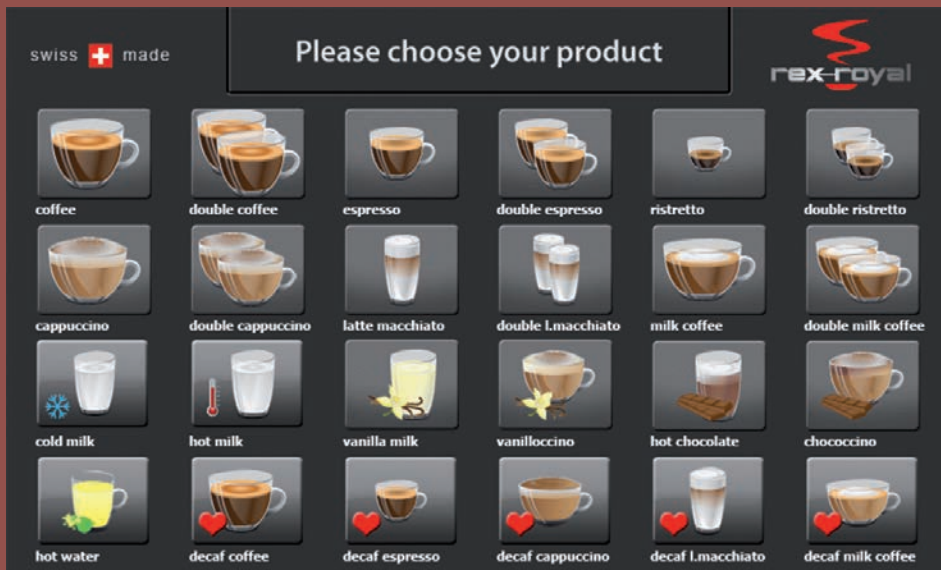 swiss made
Please choose your product
rex-royal
coffee
double coffee
espresso
double espresso
ristretto
double ristretto
cappuccino
double cappuccino
latte macchiato
double l.macchiato
milk coffee
double milk coffee
cold milk
hot milk
vanilla milk
vanilloccino
hot chocolate
chococcino
hot water
decaf coffee
decaf espresso
decaf cappuccino
decaf l.macchiato
decaf milk coffee